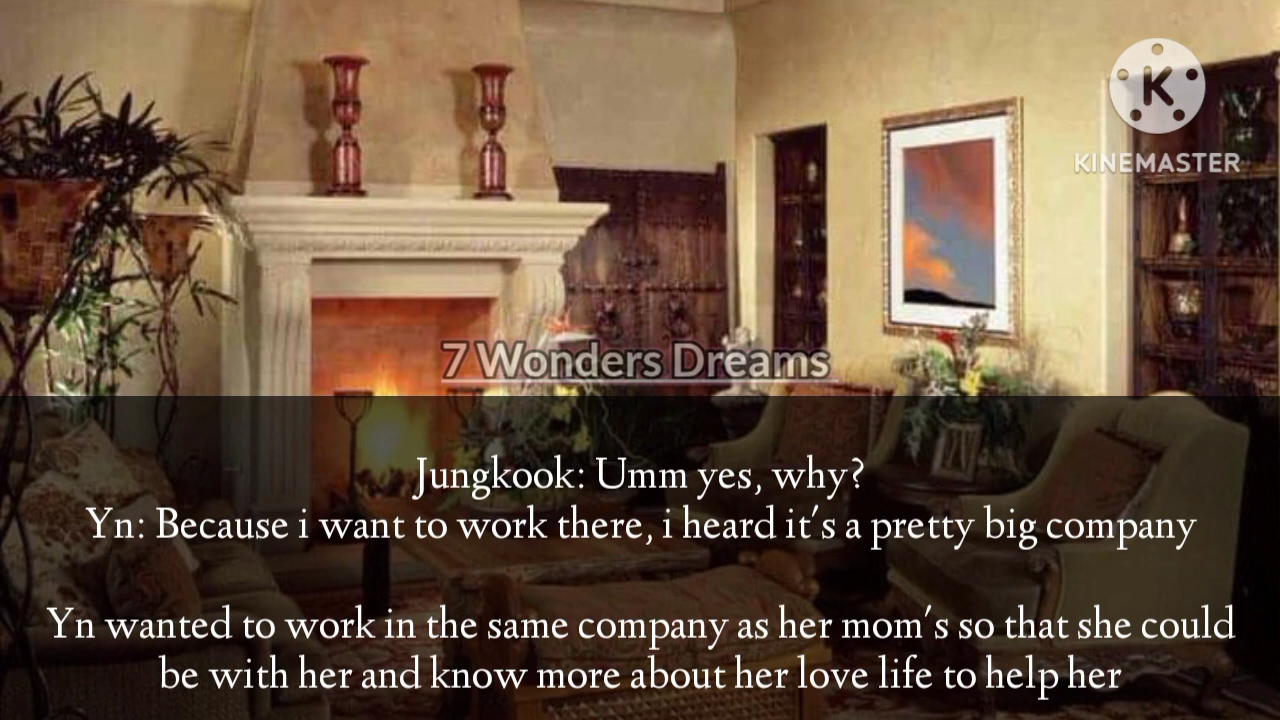 K
KINEMASTER
7 Wonders Dreams
Jungkook: Umm yes, why?
Yn: Because i want to work there, i heard it's a pretty big company
Yn wanted to work in the same company as her mom's so that she could
be with her and know more about her love life to help her